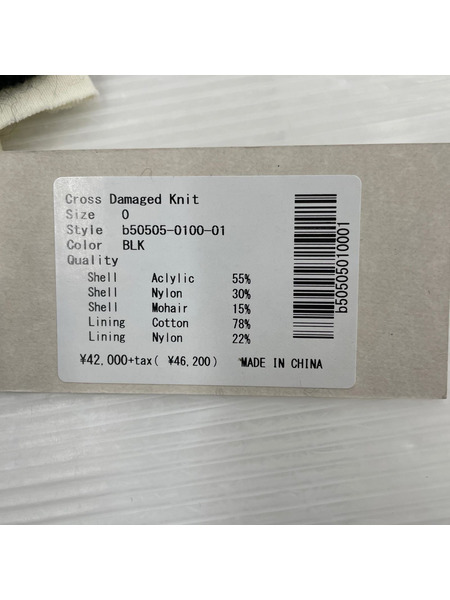 Cross Damaged Knit
Size 0
Style b50505-0100-01
Color BLK
Quality
Shell Aclylic 55%
Shell Nylon 30%
Shell Mohair 15%
Lining Cotton 78%
Lining Nylon 22%
¥42,000+tax( ¥46,200) *MADE IN CHINA
b50505010001